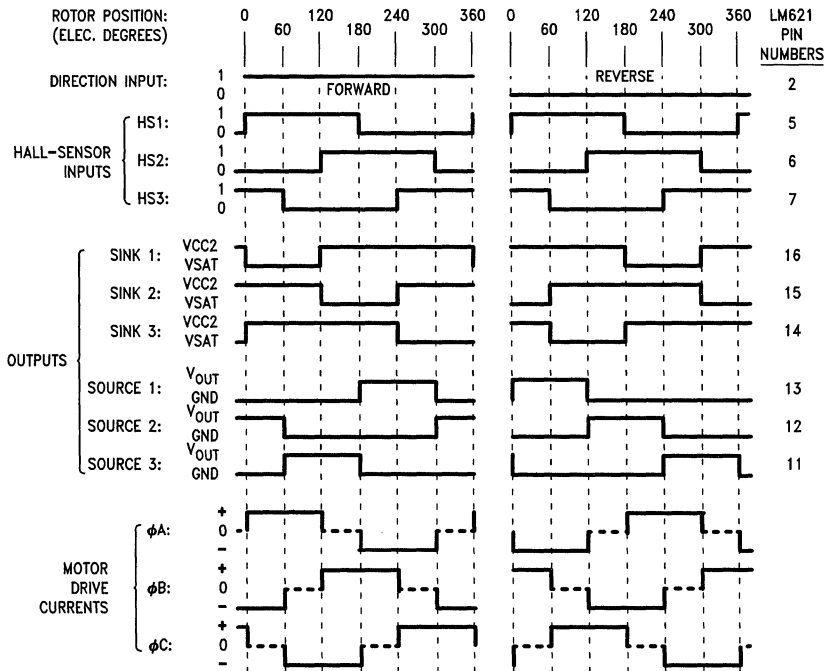 ROTOR POSITION: 0 120 240 360 0 120 240 360 LM621
(ELEC. DEGREES) 60 180 300 60 180 300 PIN
NUMBERS
DIRECTION INPUT: 1 0 FORWARD REVERSE 2
HALL-SENSOR INPUTS
HS1: 1 0 5
HS2: 1 0 6
HS3: 1 0 7
OUTPUTS
SINK 1: VCC2 VSAT 16
SINK 2: VCC2 VSAT 15
SINK 3: VCC2 VSAT 14
SOURCE 1: VOUT GND 13
SOURCE 2: VOUT GND 12
SOURCE 3: VOUT GND 11
MOTOR DRIVE CURRENTS
ϕA: + 0 −
ϕB: + 0 −
ϕC: + 0 −